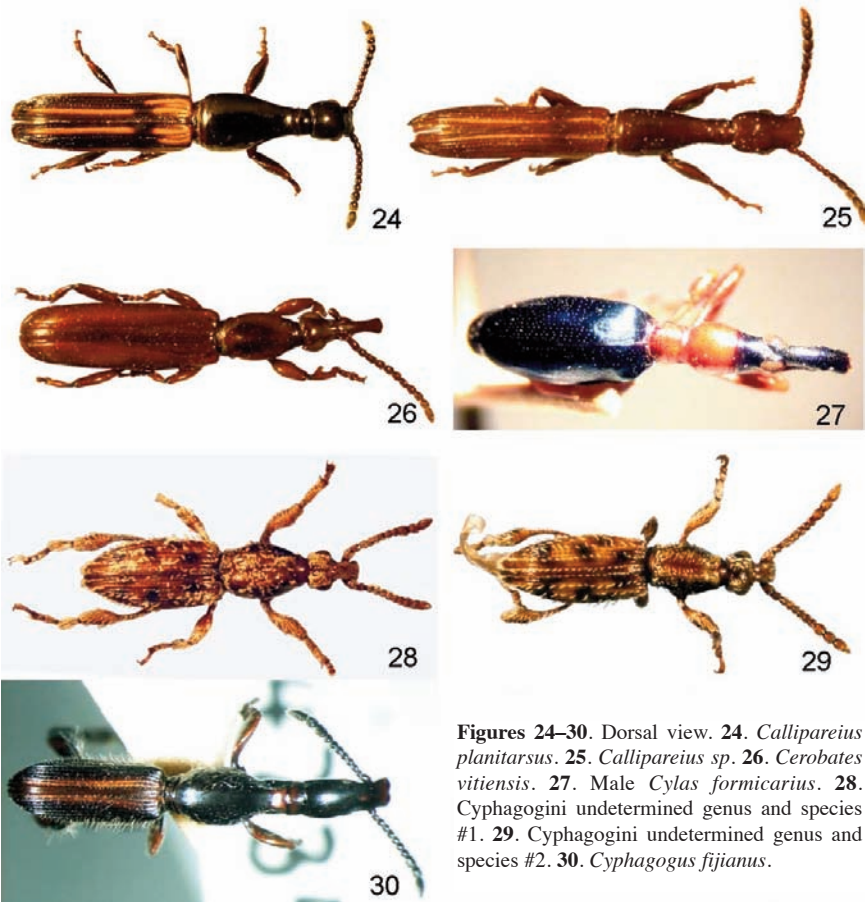 24
25
26
27
28
29
30
Figures 24–30. Dorsal view. 24. Callipareius
planitarsus. 25. Callipareius sp. 26. Cerobates
vitiensis. 27. Male Cylas formicarius. 28.
Cyphagogini undetermined genus and species
#1. 29. Cyphagogini undetermined genus and
species #2. 30. Cyphagogus fijianus.